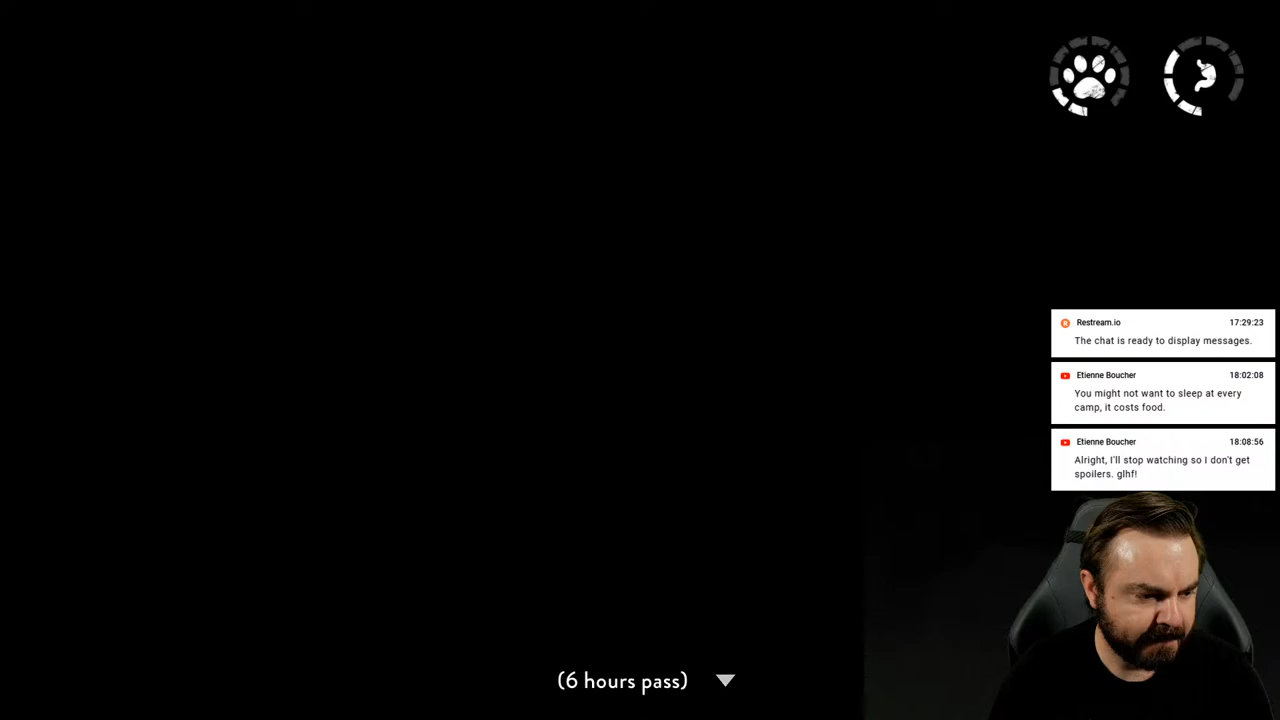 Restream.io 17:29:23
The chat is ready to display messages.
Etienne Boucher 18:02:08
You might not want to sleep at every
camp, it costs food.
Etienne Boucher 18:08:56
Alright, I'll stop watching so I don't get
spoilers. glhf!
(6 hours pass)